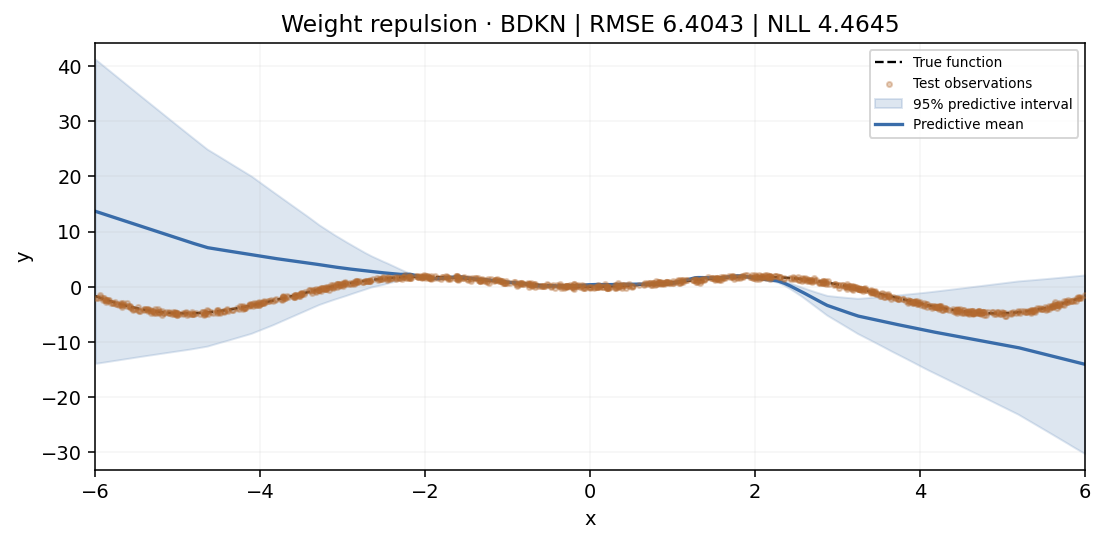 Weight repulsion · BDKN | RMSE 6.4043 | NLL 4.4645
True function
Test observations
95% predictive interval
Predictive mean
y
40
30
20
10
0
−10
−20
−30
−6
−4
−2
0
2
4
6
x